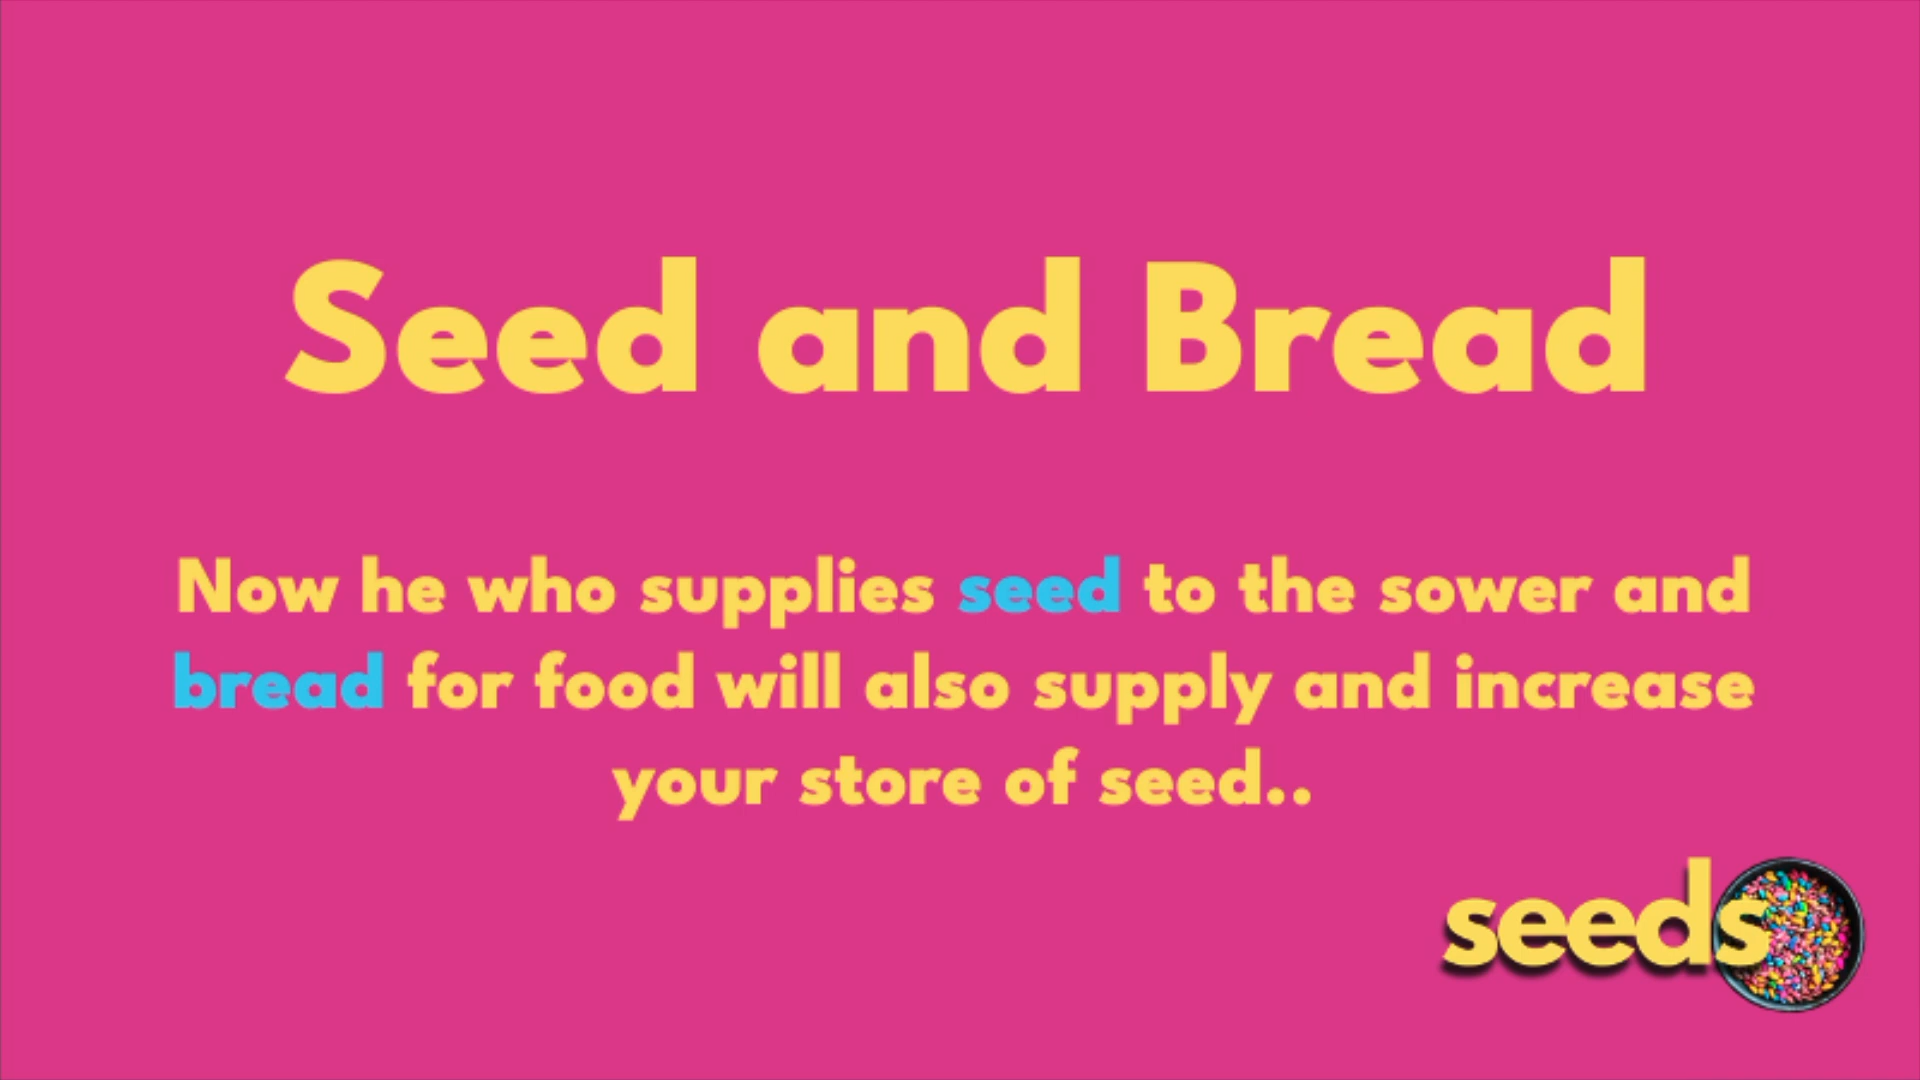 Seed and Bread
Now he who supplies seed to the sower and
bread for food will also supply and increase
your store of seed..
seeds